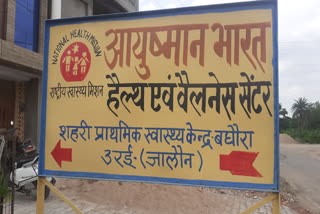 NATIONAL HEALTH MISSION
राष्ट्रीय स्वास्थ्य मिशन
आयुष्मान भारत
हैल्थ एवं वैलनेस सेंटर
शहरी प्राथमिक स्वास्थ्य केन्द्र-बघौरा
उरई-(जालौन)